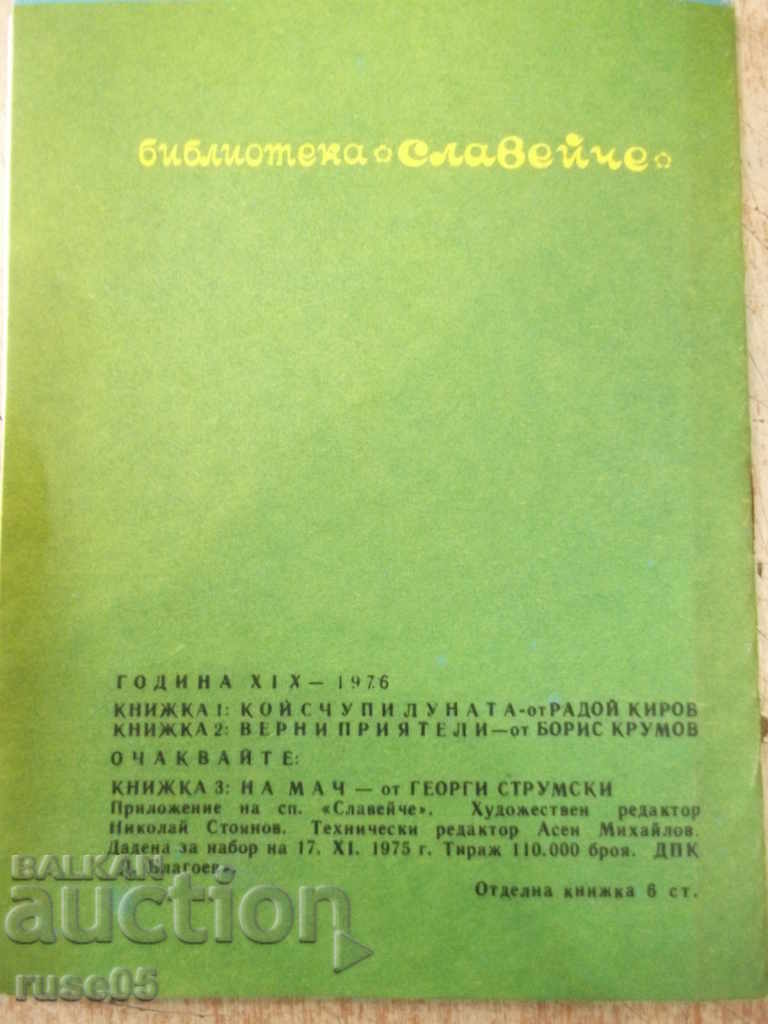 библиотека славейче
ГОДИНА XIX — 1976
КНИЖКА 1: КОЙ СЧУПИ ЛУНАТА - от РАДОЙ КИРОВ
КНИЖКА 2: ВЕРНИ ПРИЯТЕЛИ — от БОРИС КРУМОВ
ОЧАКВАЙТЕ:
КНИЖКА 3: НА МАЧ — от ГЕОРГИ СТРУМСКИ
Приложение на сп. «Славейче». Художествен редактор
Николай Стоянов. Технически редактор Асен Михайлов.
Дадена за набор на 17. XI. 1975 г. Тираж 110.000 броя. ДПК
Благоев»
Отделна книжка 6 ст.
BALKAN
auction
ruse05